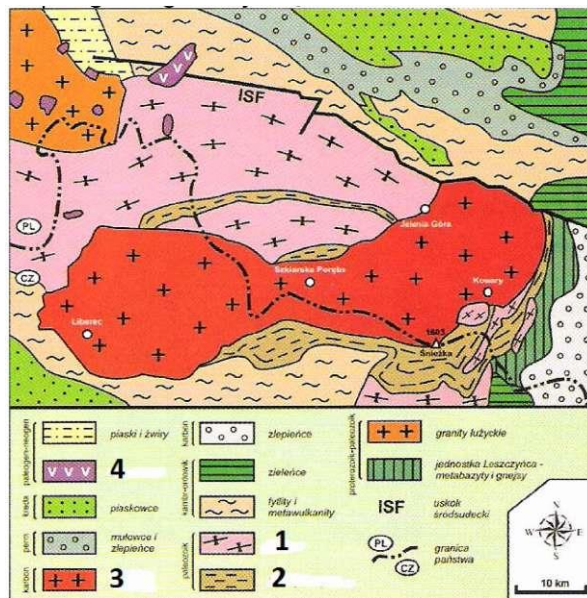 ISF
PL
CZ
Jelenia Góra
Szklarska Poręba
Kowary
Liberec
1603
Śnieżka
paleogen-neogen
piaski i żwiry
4
kreda
piaskowce
perm
mułowce i zlepieńce
karbon
3
karbon
zlepieńce
kambr-ordowik
zieleńce
fyllity i metawulkanity
paleozoik
1
2
proterozoik-paleozoik
granity łużyckie
jednostka Leszczyńca - metabazyty i gnejsy
ISF
uskok śródsudecki
PL
CZ
granica państwa
N
W
E
S
10 km